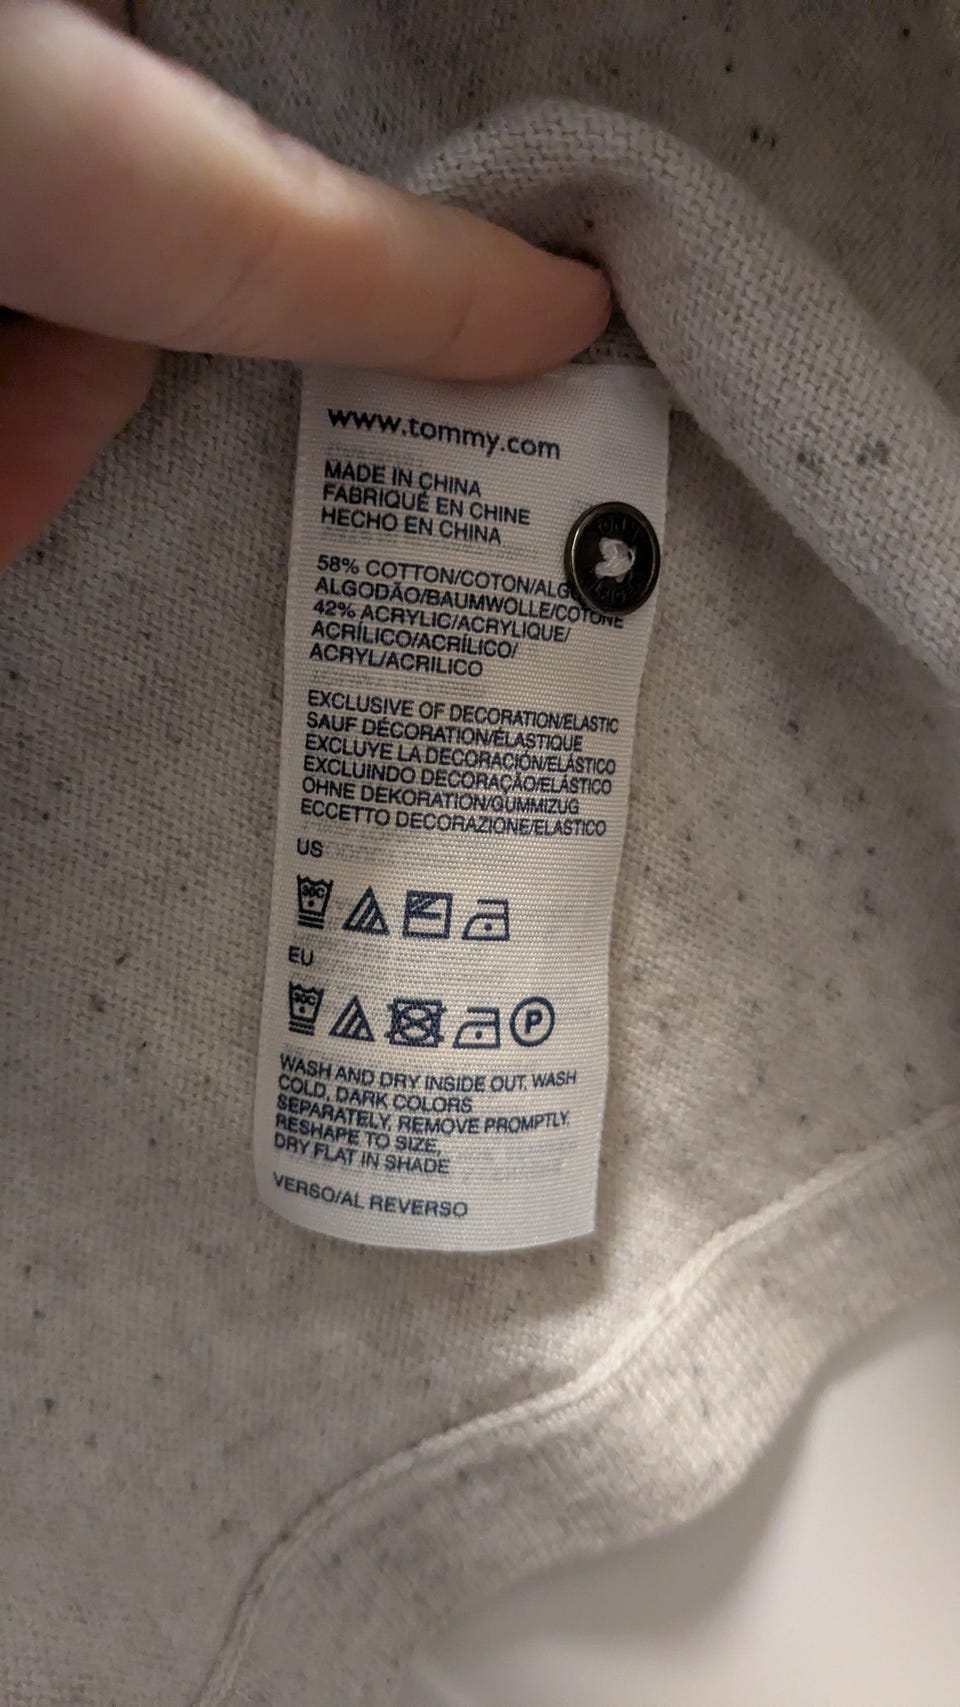 www.tommy.com
MADE IN CHINA
FABRIQUÉ EN CHINE
HECHO EN CHINA
58% COTTON/COTON/
ALGODÃO/BAUMWOLLE/COTONE
42% ACRYLIC/ACRYLIQUE/
ACRÍLICO/ACRÍLICO/
ACRYL/ACRILICO
EXCLUSIVE OF DECORATION/ELASTIC
SAUF DÉCORATION/ÉLASTIQUE
EXCLUYE LA DECORACIÓN/ELÁSTICO
EXCLUINDO DECORAÇÃO/ELÁSTICO
OHNE DEKORATION/GUMMIZUG
ECCETTO DECORAZIONE/ELASTICO
US
30C
EU
30C
P
WASH AND DRY INSIDE OUT, WASH
COLD, DARK COLORS
SEPARATELY, REMOVE PROMPTLY,
RESHAPE TO SIZE,
DRY FLAT IN SHADE
VERSO/AL REVERSO